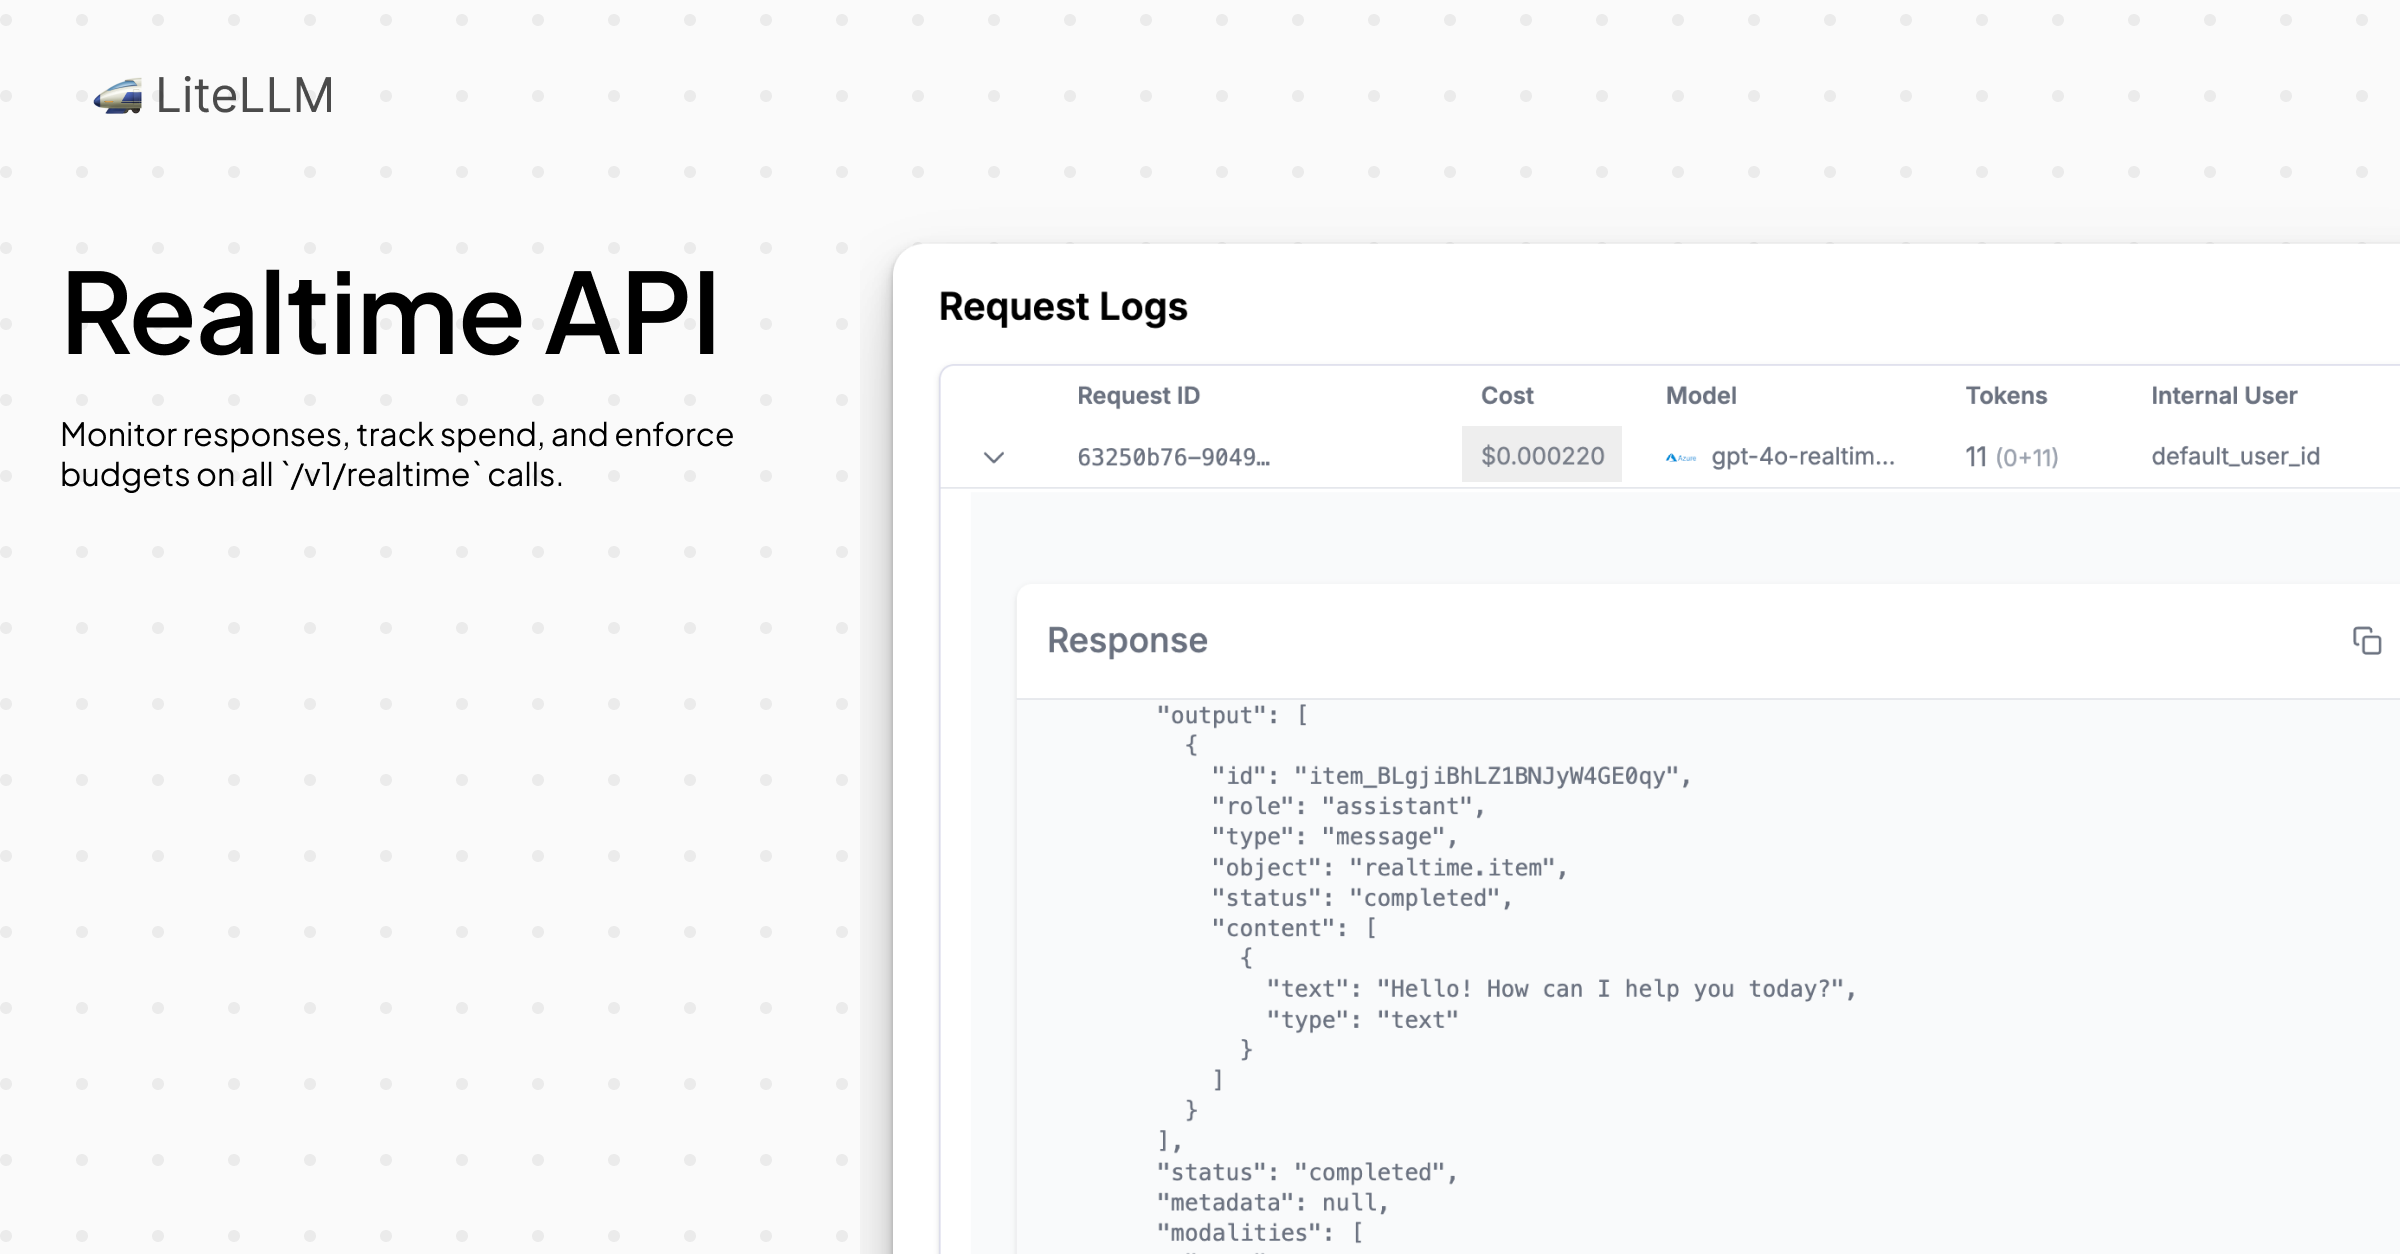 LiteLLM
Realtime API
Monitor responses, track spend, and enforce
budgets on all `/v1/realtime` calls.
Request Logs
Request ID Cost Model Tokens Internal User
63250b76-9049… $0.000220 Azure gpt-4o-realtim... 11 (0+11) default_user_id
Response
"output": [
{
"id": "item_BLgjiBhLZ1BNJyW4GE0qy",
"role": "assistant",
"type": "message",
"object": "realtime.item",
"status": "completed",
"content": [
{
"text": "Hello! How can I help you today?",
"type": "text"
}
]
}
],
"status": "completed",
"metadata": null,
"modalities": [